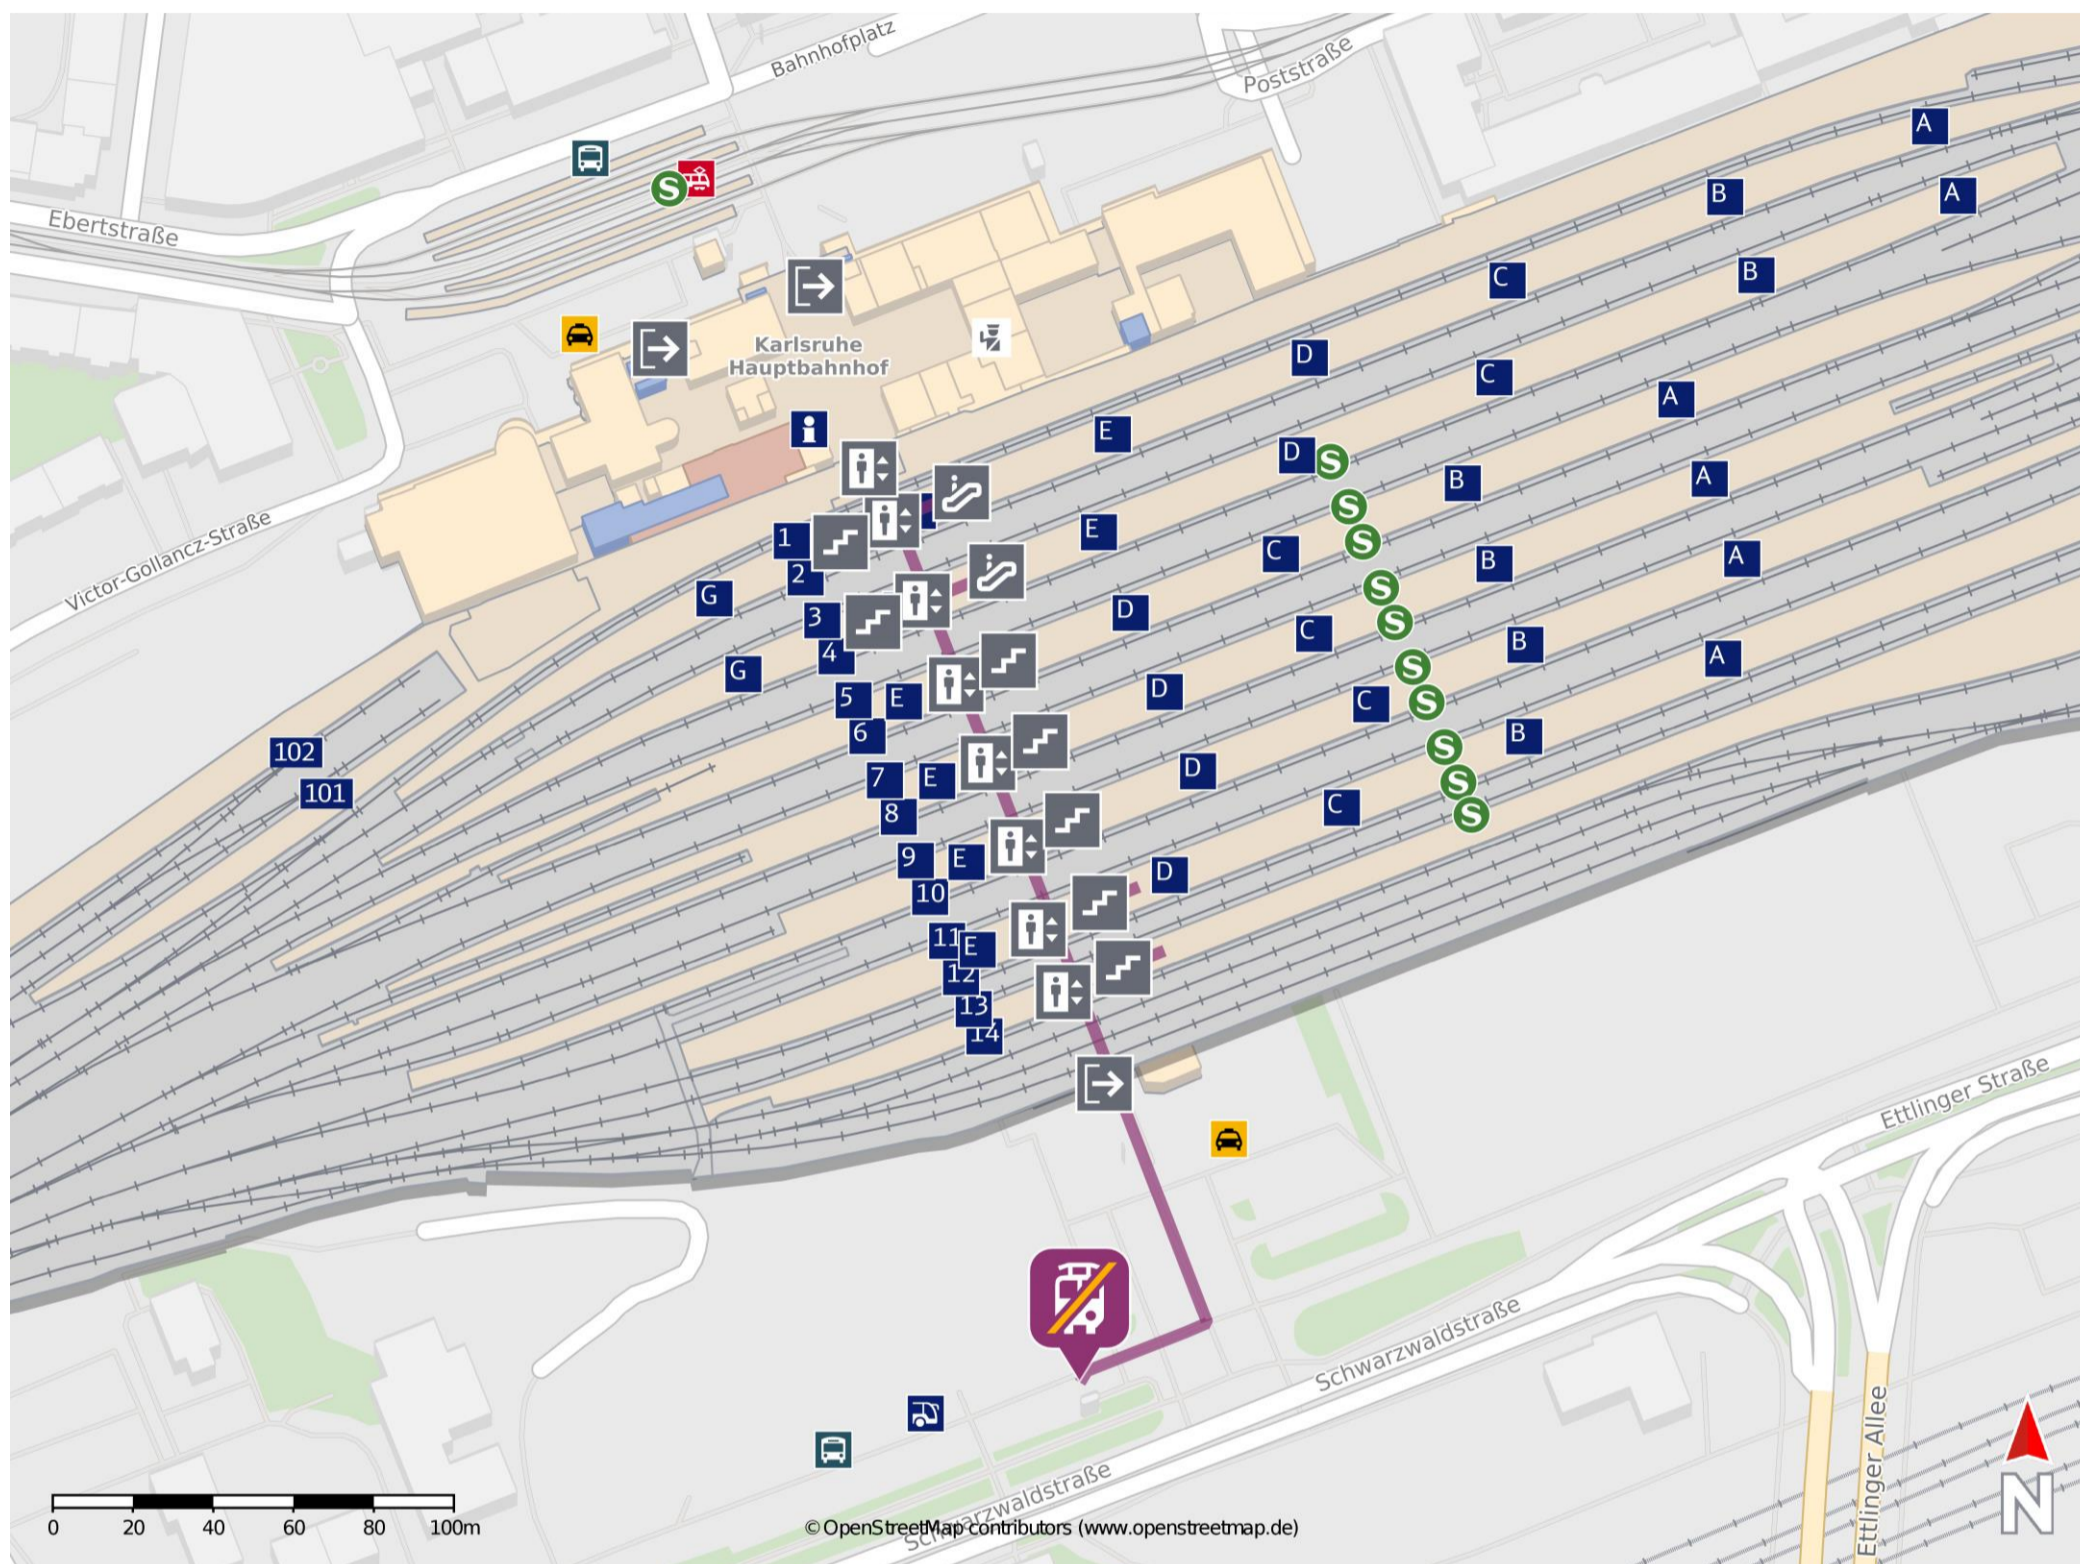 Bahnhofplatz
Poststraße
A
B
A
S
Ebertstraße
C
B
Karlsruhe
Hauptbahnhof
D
C
A
E
D
S
B
A
S
1
E
S
C
B
A
2
G
S
3
D
S
C
B
A
4
G
S
5
E
D
C
S
6
B
S
102
7
E
D
S
101
8
C
S
9
E
D
10
11
E
12
13
14
Victor-Gollancz-Straße
Ettlinger Straße
Schwarzwaldstraße
Schwarzwaldstraße
Ettlinger Allee
N
0 20 40 60 80 100m
© OpenStreetMap contributors (www.openstreetmap.de)